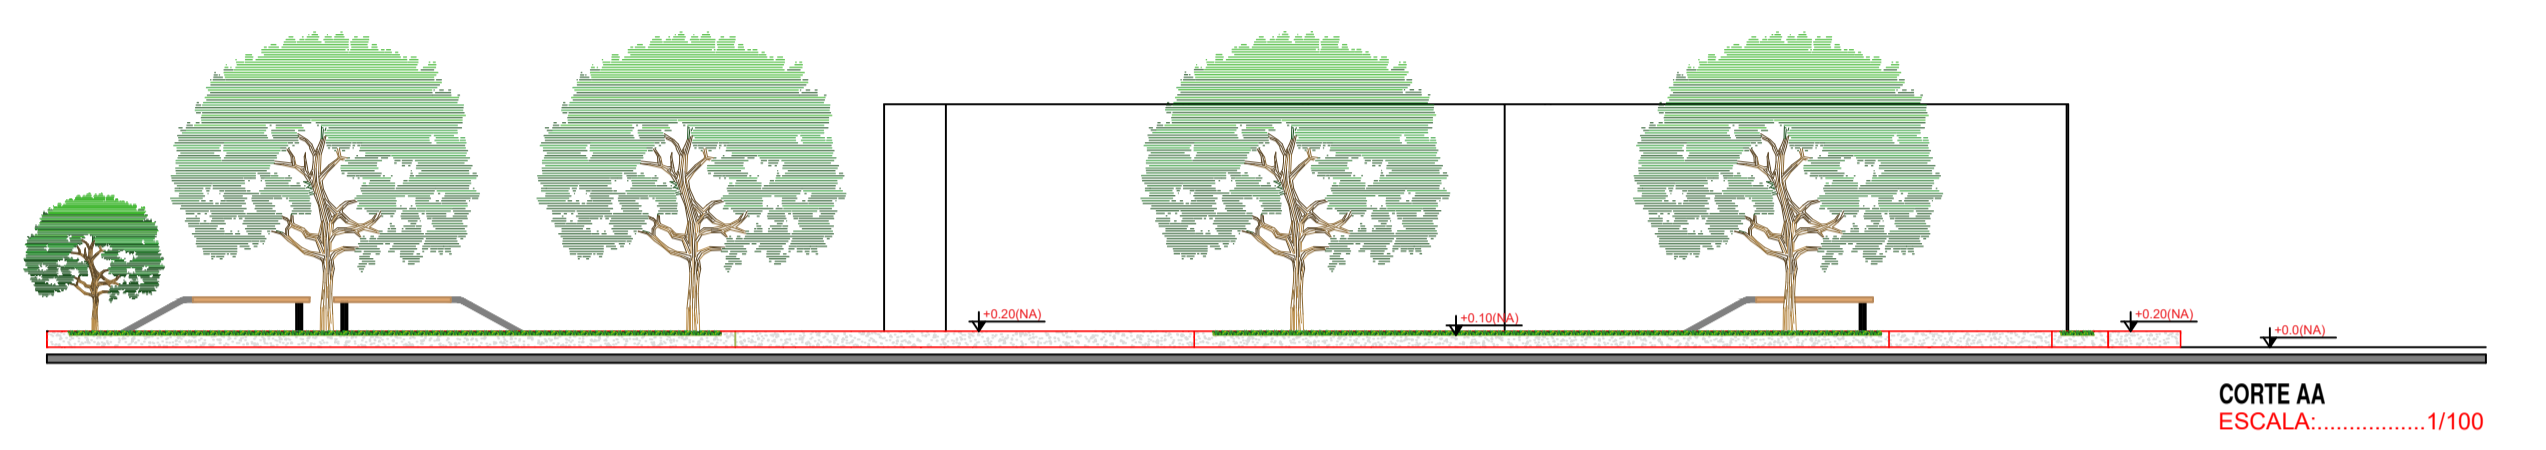 +0.20(NA)
+0.10(NA)
+0.20(NA)
+0.0(NA)
CORTE AA
ESCALA:.................1/100